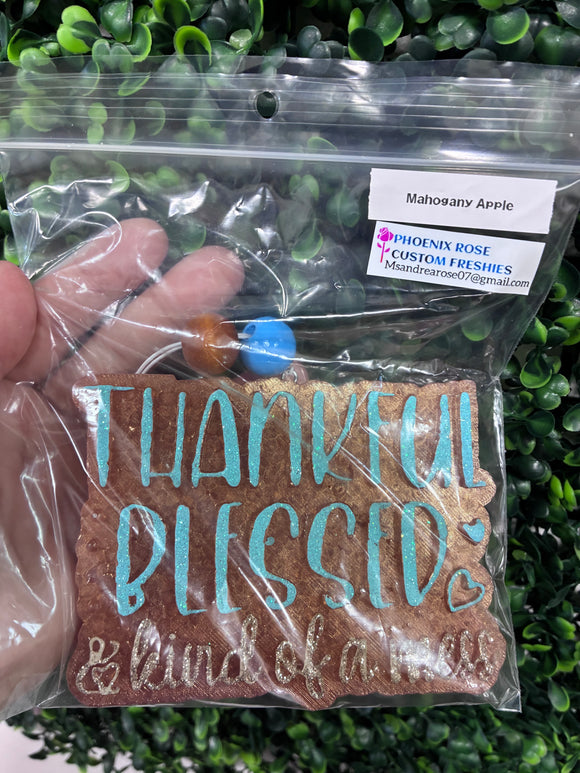 Mahogany Apple
PHOENIX ROSE
CUSTOM FRESHIES
Msandrearose07@gmail.com
THANKFUL
BLESSED
& kind of a mess